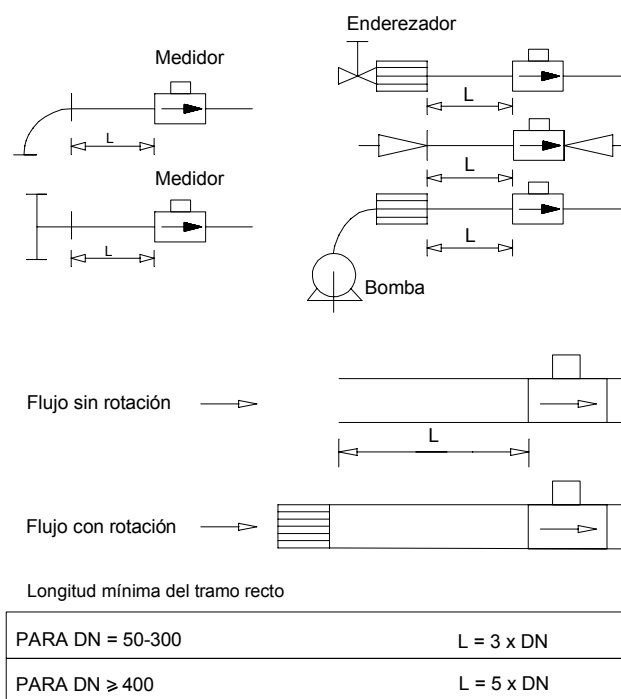 Enderezador
Medidor
L
L
Medidor
L
L
L
Bomba
Flujo sin rotación
L
Flujo con rotación
Longitud mínima del tramo recto
PARA DN = 50-300 L = 3 x DN
PARA DN ⩾ 400 L = 5 x DN